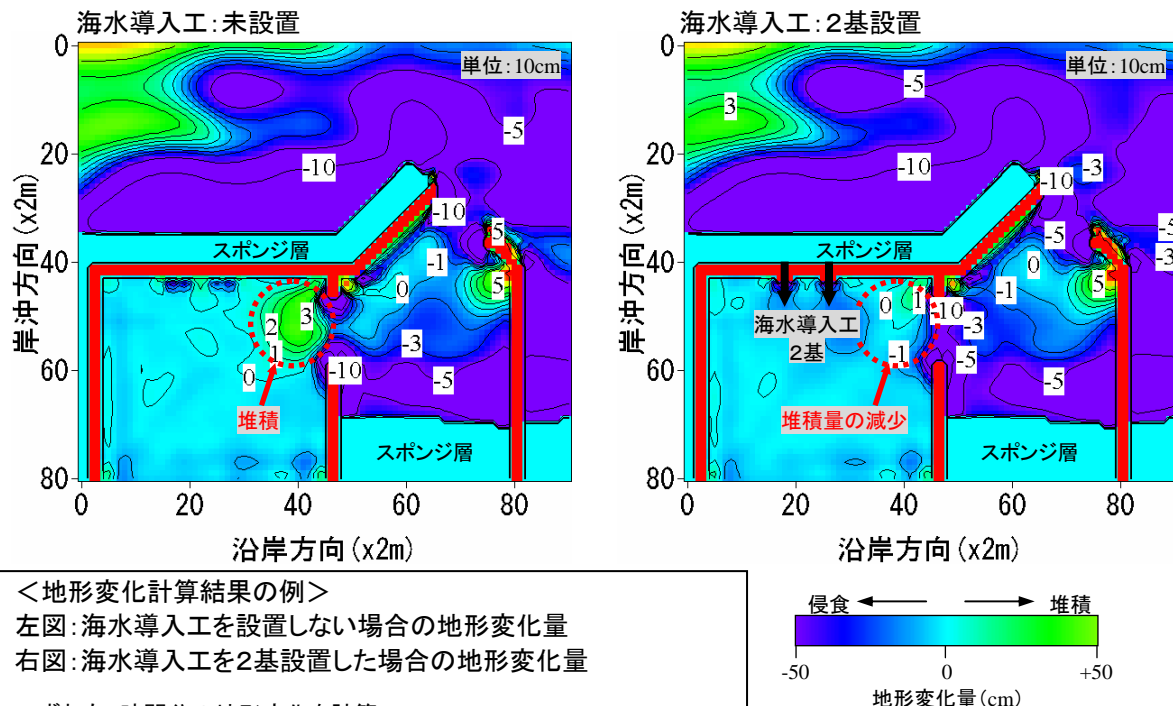 海水導入工:未設置
単位:10cm
0
20
40
60
80
岸沖方向(x2m)
-5
-10
-10
スポンジ層
5
-1
0
5
3
2
1
-3
0
-10
-5
堆積
スポンジ層
0
20
40
60
80
沿岸方向(x2m)
海水導入工:2基設置
単位:10cm
0
20
40
60
80
岸沖方向(x2m)
-5
3
-5
-10
-3
-10
スポンジ層
-5
5
-5
-3
0
-1
5
0
1
-10
海水導入工
2基
-3
-1
-5
-5
堆積量の減少
スポンジ層
0
20
40
60
80
沿岸方向(x2m)
<地形変化計算結果の例>
左図:海水導入工を設置しない場合の地形変化量
右図:海水導入工を2基設置した場合の地形変化量
侵食
堆積
-50
0
+50
地形変化量(cm)